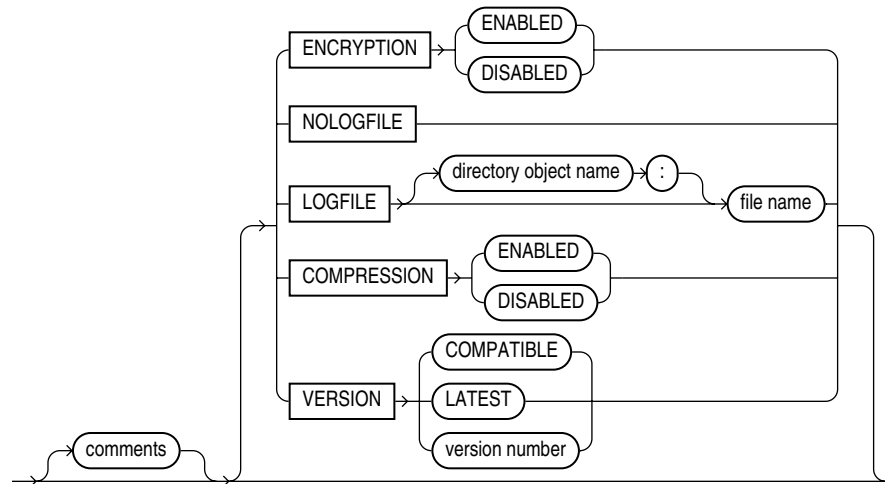 ENABLED
ENCRYPTION
DISABLED
NOLOGFILE
directory object name :
LOGFILE
file name
ENABLED
COMPRESSION
DISABLED
COMPATIBLE
VERSION
LATEST
version number
comments